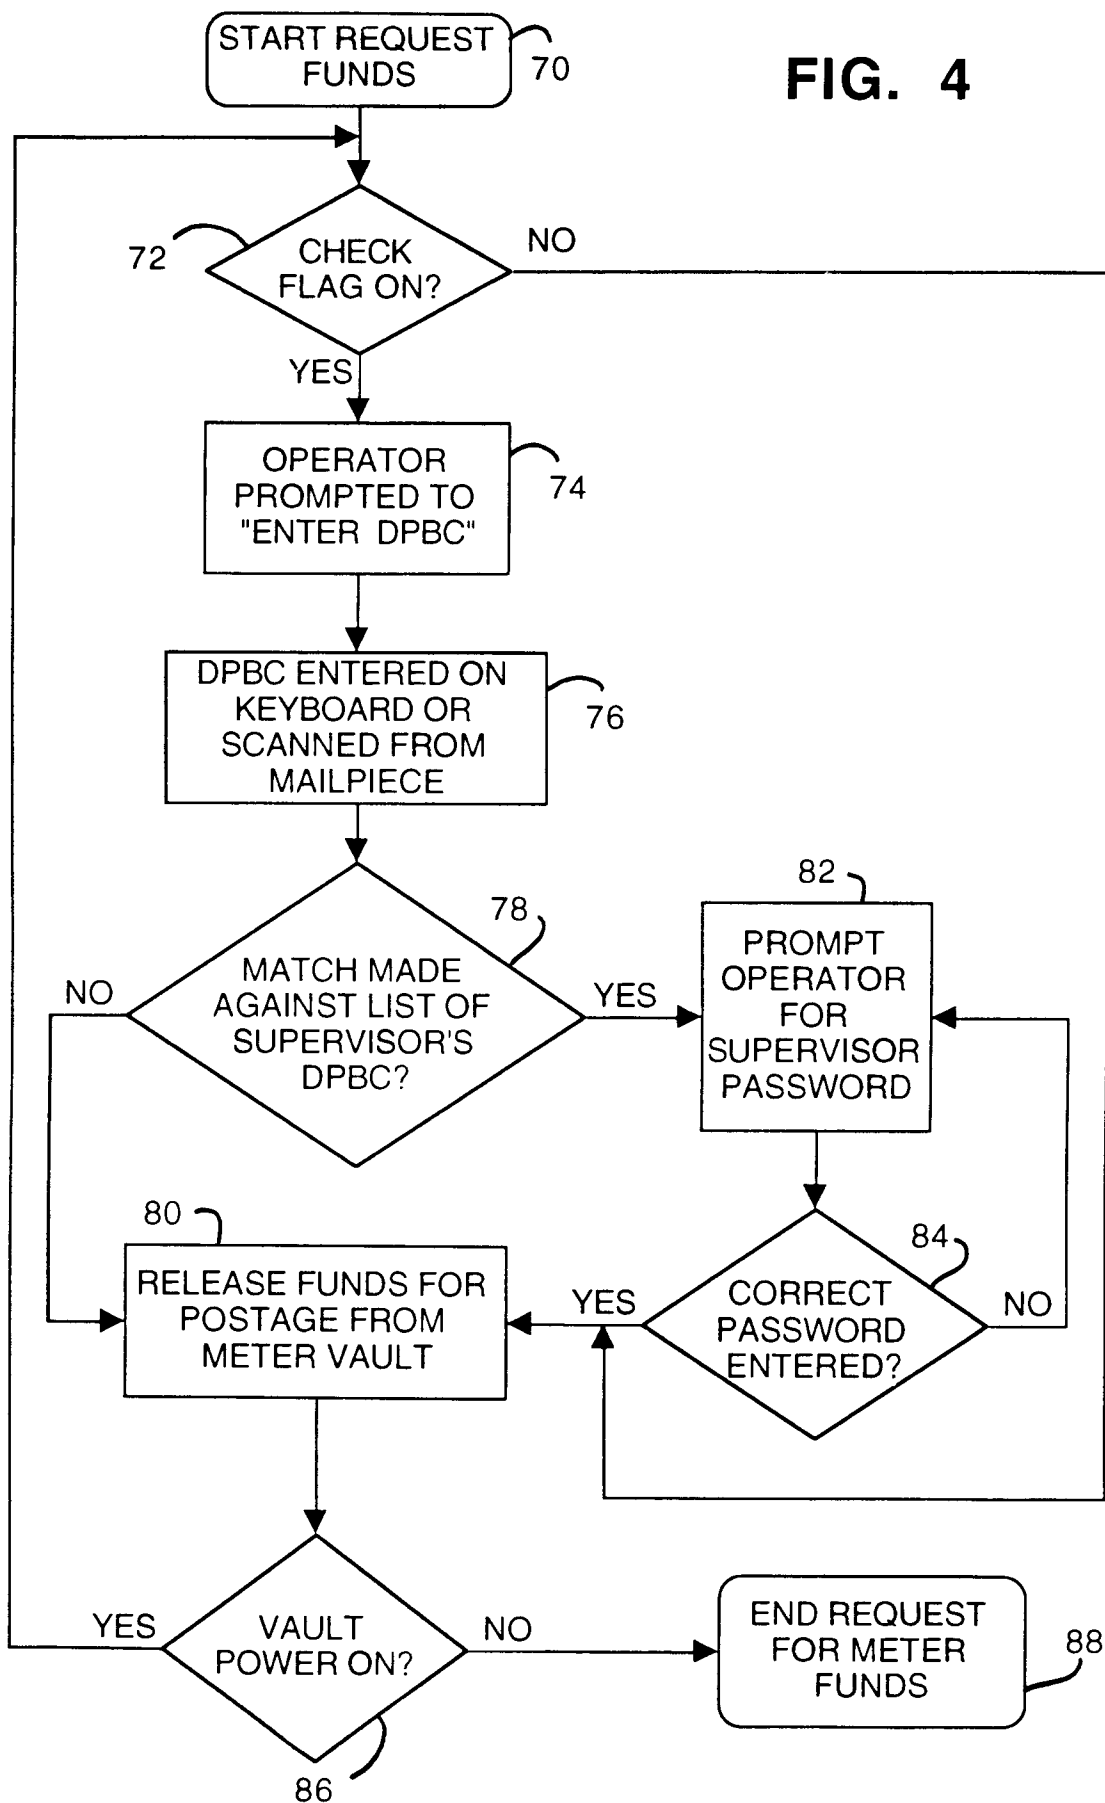 START REQUEST
FUNDS
70
FIG. 4
72
CHECK
FLAG ON?
NO
YES
OPERATOR
PROMPTED TO
"ENTER DPBC"
74
DPBC ENTERED ON
KEYBOARD OR
SCANNED FROM
MAILPIECE
76
78
MATCH MADE
AGAINST LIST OF
SUPERVISOR'S
DPBC?
NO
YES
82
PROMPT
OPERATOR
FOR
SUPERVISOR
PASSWORD
80
RELEASE FUNDS FOR
POSTAGE FROM
METER VAULT
YES
84
CORRECT
PASSWORD
ENTERED?
NO
YES
VAULT
POWER ON?
NO
86
END REQUEST
FOR METER
FUNDS
88